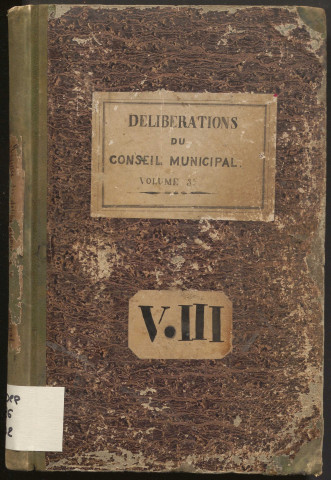 DELIBERATIONS
DU
CONSEIL MUNICIPAL.
VOLUME 3.
V.III